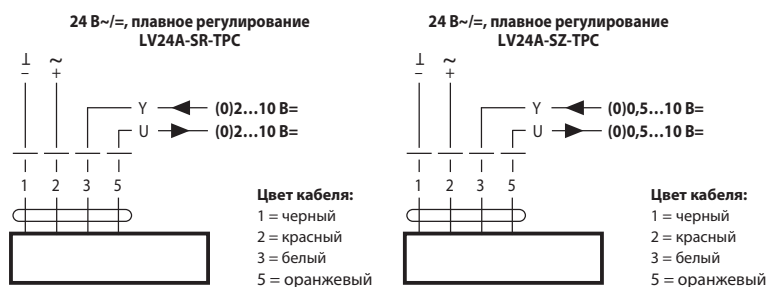 24 В~/=, плавное регулирование
LV24A-SR-TPC
⊥ ~
– +
Y (0)2…10 В=
U (0)2…10 В=
1 2 3 5
Цвет кабеля:
1 = черный
2 = красный
3 = белый
5 = оранжевый
24 В~/=, плавное регулирование
LV24A-SZ-TPC
⊥ ~
– +
Y (0)0,5…10 В=
U (0)0,5…10 В=
1 2 3 5
Цвет кабеля:
1 = черный
2 = красный
3 = белый
5 = оранжевый